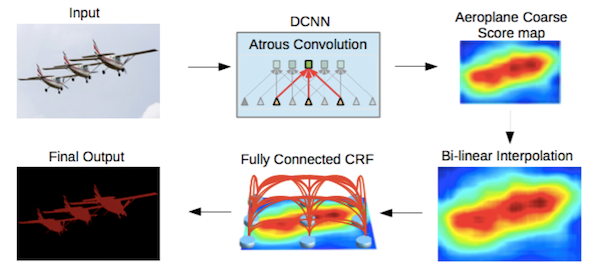 Input
DCNN
Atrous Convolution
Aeroplane Coarse
Score map
Final Output
Fully Connected CRF
Bi-linear Interpolation